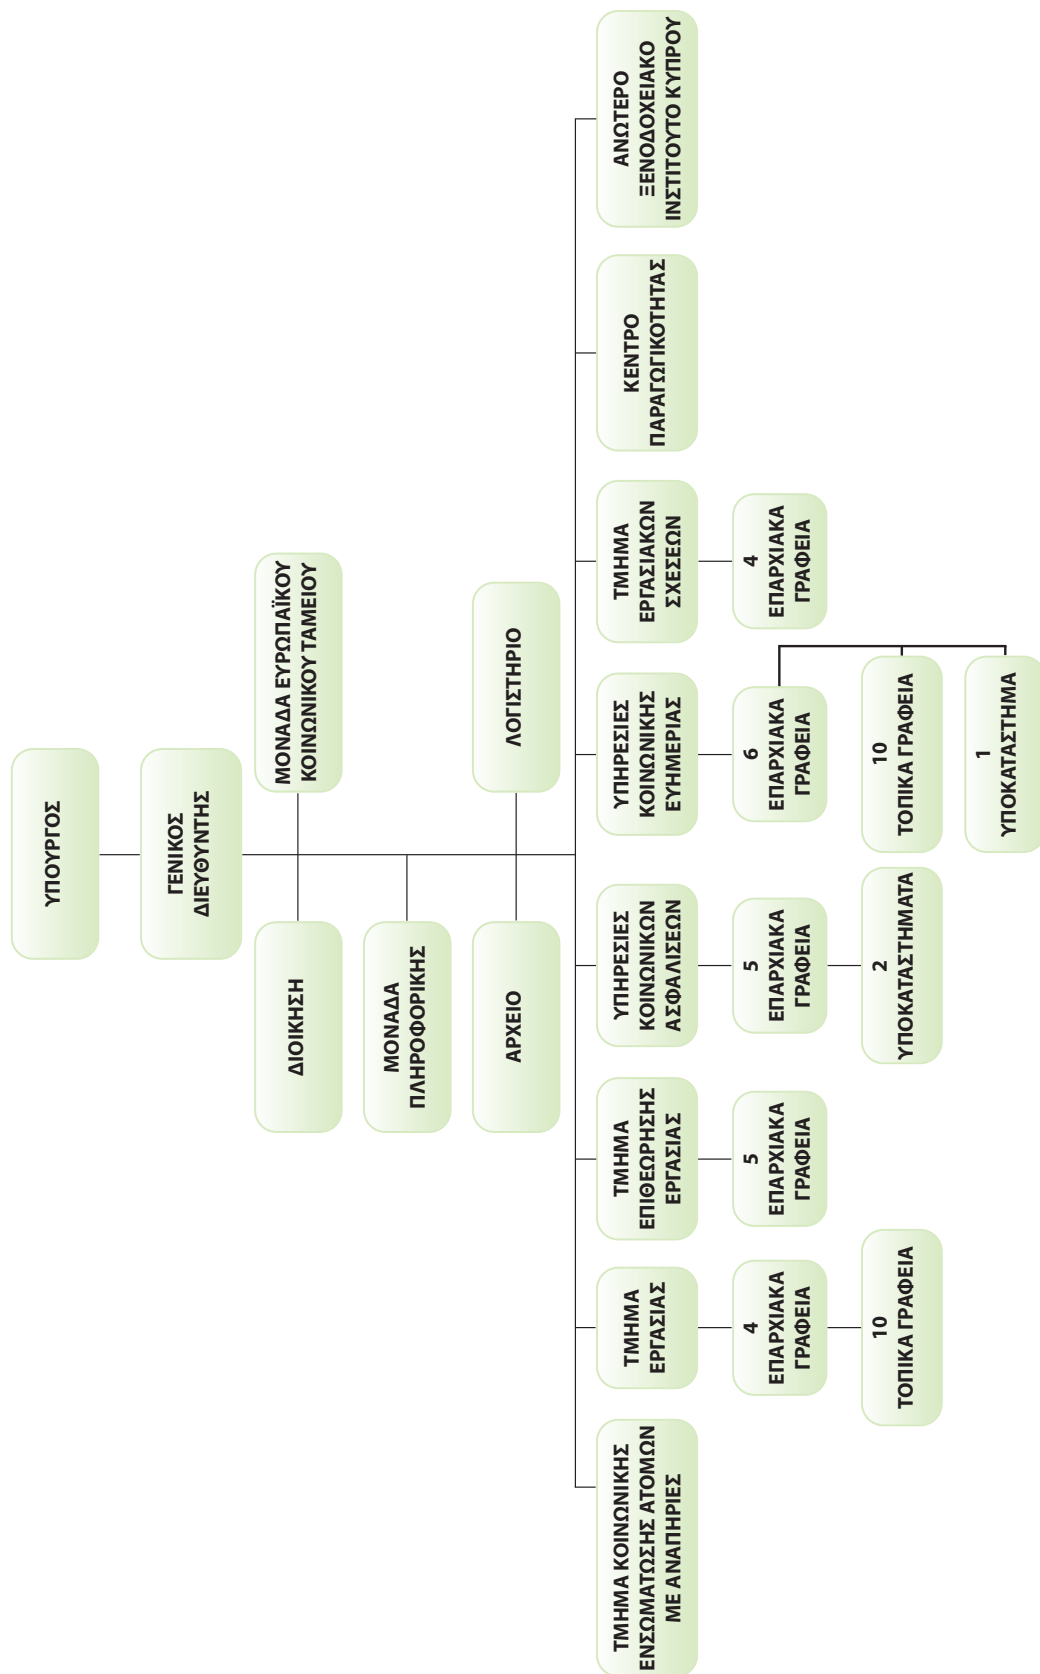 ΥΠΟΥΡΓΟΣ
ΓΕΝΙΚΟΣ
ΔΙΕΥΘΥΝΤΗΣ
ΔΙΟΙΚΗΣΗ
ΜΟΝΑΔΑ ΕΥΡΩΠΑΪΚΟΥ
ΚΟΙΝΩΝΙΚΟΥ ΤΑΜΕΙΟΥ
ΜΟΝΑΔΑ
ΠΛΗΡΟΦΟΡΙΚΗΣ
ΑΡΧΕΙΟ
ΛΟΓΙΣΤΗΡΙΟ
ΤΜΗΜΑ ΚΟΙΝΩΝΙΚΗΣ
ΕΝΣΩΜΑΤΩΣΗΣ ΑΤΟΜΩΝ
ΜΕ ΑΝΑΠΗΡΙΕΣ
ΤΜΗΜΑ
ΕΡΓΑΣΙΑΣ
ΤΜΗΜΑ
ΕΠΙΘΕΩΡΗΣΗΣ
ΕΡΓΑΣΙΑΣ
ΥΠΗΡΕΣΙΕΣ
ΚΟΙΝΩΝΙΚΩΝ
ΑΣΦΑΛΙΣΕΩΝ
ΥΠΗΡΕΣΙΕΣ
ΚΟΙΝΩΝΙΚΗΣ
ΕΥΗΜΕΡΙΑΣ
ΤΜΗΜΑ
ΕΡΓΑΣΙΑΚΩΝ
ΣΧΕΣΕΩΝ
ΚΕΝΤΡΟ
ΠΑΡΑΓΩΓΙΚΟΤΗΤΑΣ
ΑΝΩΤΕΡΟ
ΞΕΝΟΔΟΧΕΙΑΚΟ
ΙΝΣΤΙΤΟΥΤΟ ΚΥΠΡΟΥ
4
ΕΠΑΡΧΙΑΚΑ
ΓΡΑΦΕΙΑ
5
ΕΠΑΡΧΙΑΚΑ
ΓΡΑΦΕΙΑ
5
ΕΠΑΡΧΙΑΚΑ
ΓΡΑΦΕΙΑ
6
ΕΠΑΡΧΙΑΚΑ
ΓΡΑΦΕΙΑ
4
ΕΠΑΡΧΙΑΚΑ
ΓΡΑΦΕΙΑ
10
ΤΟΠΙΚΑ ΓΡΑΦΕΙΑ
2
ΥΠΟΚΑΤΑΣΤΗΜΑΤΑ
10
ΤΟΠΙΚΑ ΓΡΑΦΕΙΑ
1
ΥΠΟΚΑΤΑΣΤΗΜΑ